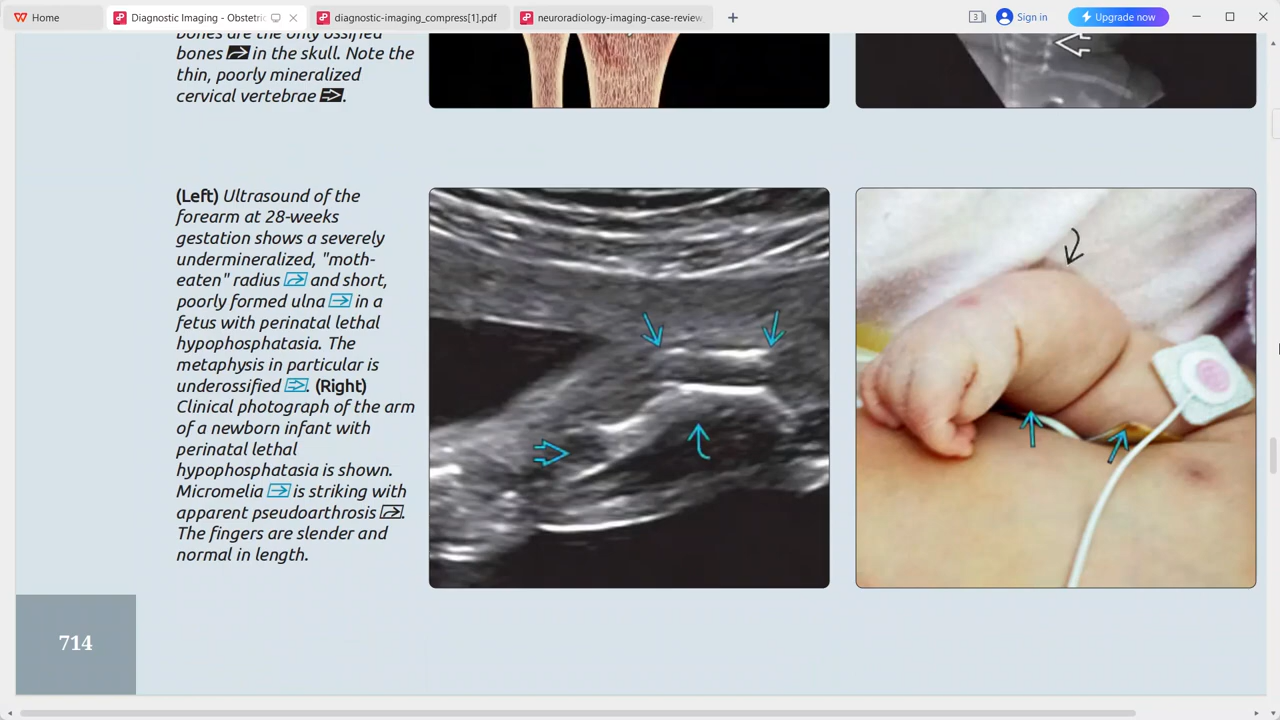 Home
Diagnostic Imaging - Obstetric
diagnostic-imaging_compress[1].pdf
neuroradiology-imaging-case-review
3
Sign in
Upgrade now
bones are the only ossified
bones in the skull. Note the
thin, poorly mineralized
cervical vertebrae .
(Left) Ultrasound of the
forearm at 28-weeks
gestation shows a severely
undermineralized, "moth-
eaten" radius and short,
poorly formed ulna in a
fetus with perinatal lethal
hypophosphatasia. The
metaphysis in particular is
underossified . (Right)
Clinical photograph of the arm
of a newborn infant with
perinatal lethal
hypophosphatasia is shown.
Micromelia is striking with
apparent pseudoarthrosis .
The fingers are slender and
normal in length.
714